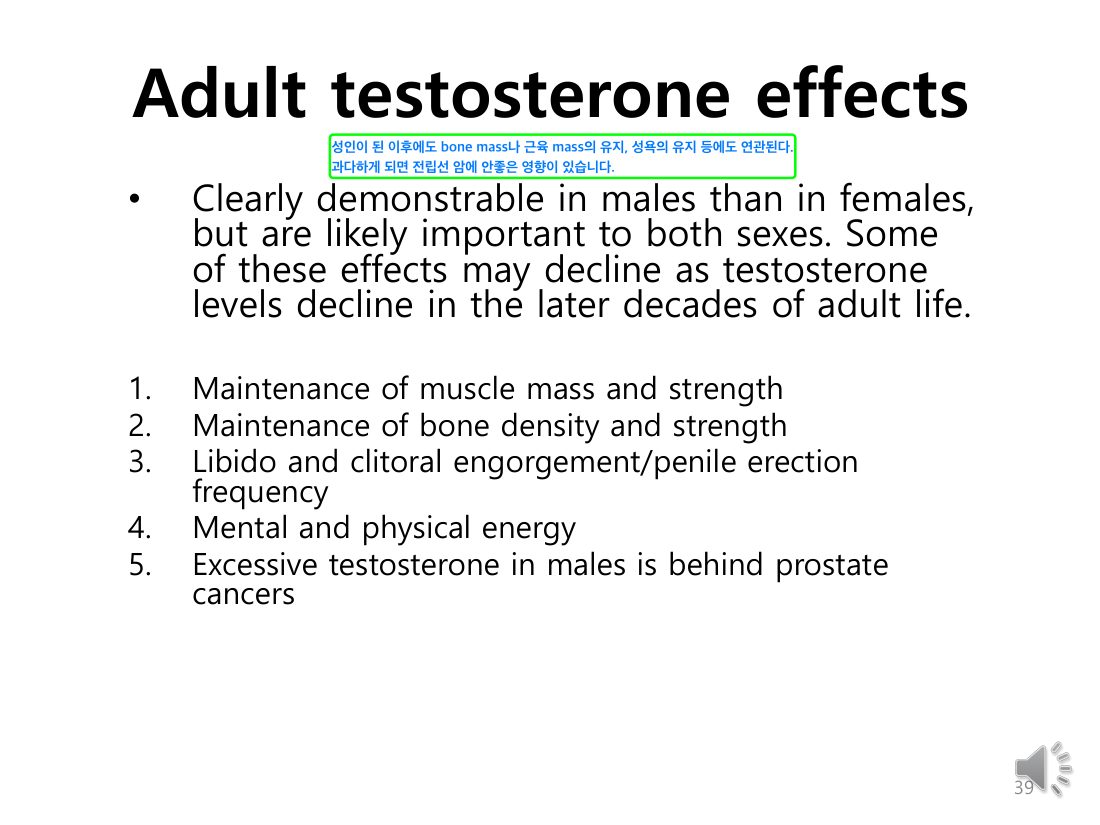 Adult testosterone effects
성인이 된 이후에도 bone mass나 근육 mass의 유지, 성욕의 유지 등에도 연관된다.
과다하게 되면 전립선 암에 안좋은 영향이 있습니다.
• Clearly demonstrable in males than in females,
but are likely important to both sexes. Some
of these effects may decline as testosterone
levels decline in the later decades of adult life.
1. Maintenance of muscle mass and strength
2. Maintenance of bone density and strength
3. Libido and clitoral engorgement/penile erection
frequency
4. Mental and physical energy
5. Excessive testosterone in males is behind prostate
cancers
39